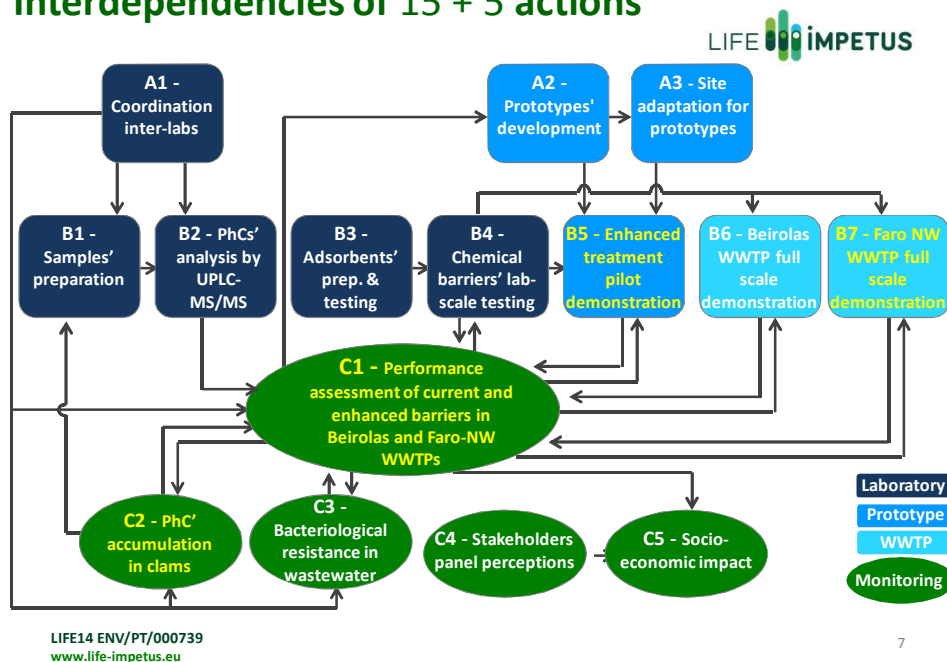 Interdependencies of 15 + 5 actions
LIFE IMPETUS
A1 -
Coordination
inter-labs
A2 -
Prototypes'
development
A3 - Site
adaptation for
prototypes
B1 -
Samples’
preparation
B2 - PhCs’
analysis by
UPLC-
MS/MS
B3 -
Adsorbents’
prep. &
testing
B4 -
Chemical
barriers’ lab-
scale testing
B5 - Enhanced
treatment
pilot
demonstration
B6 - Beirolas
WWTP full
scale
demonstration
B7 - Faro NW
WWTP full
scale
demonstration
C1 - Performance
assessment of current and
enhanced barriers in
Beirolas and Faro-NW
WWTPs
C2 - PhC’
accumulation
in clams
C3 -
Bacteriological
resistance in
wastewater
C4 - Stakeholders
panel perceptions
C5 - Socio-
economic impact
Laboratory
Prototype
WWTP
Monitoring
LIFE14 ENV/PT/000739
www.life-impetus.eu
7